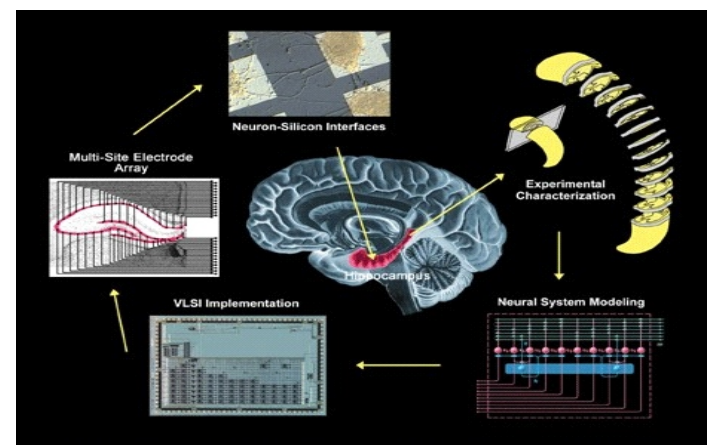 Neuron-Silicon Interfaces
Multi-Site Electrode
Array
Experimental
Characterization
Hippocampus
VLSI Implementation
Neural System Modeling